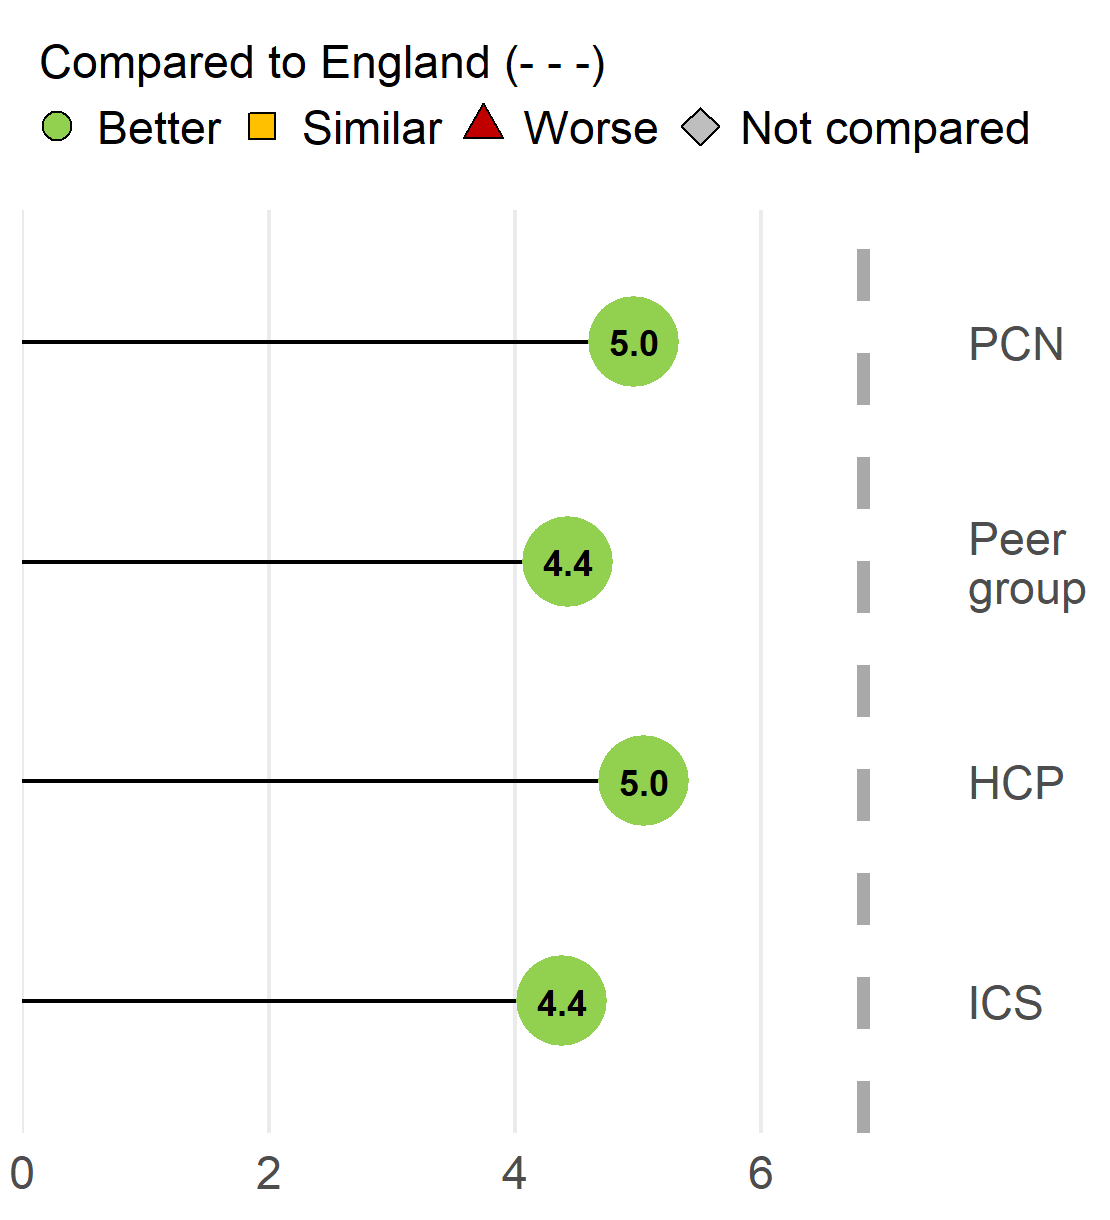 Compared to England (- - -)
Better Similar Worse Not compared
5.0 PCN
4.4 Peer
group
5.0 HCP
4.4 ICS
0 2 4 6